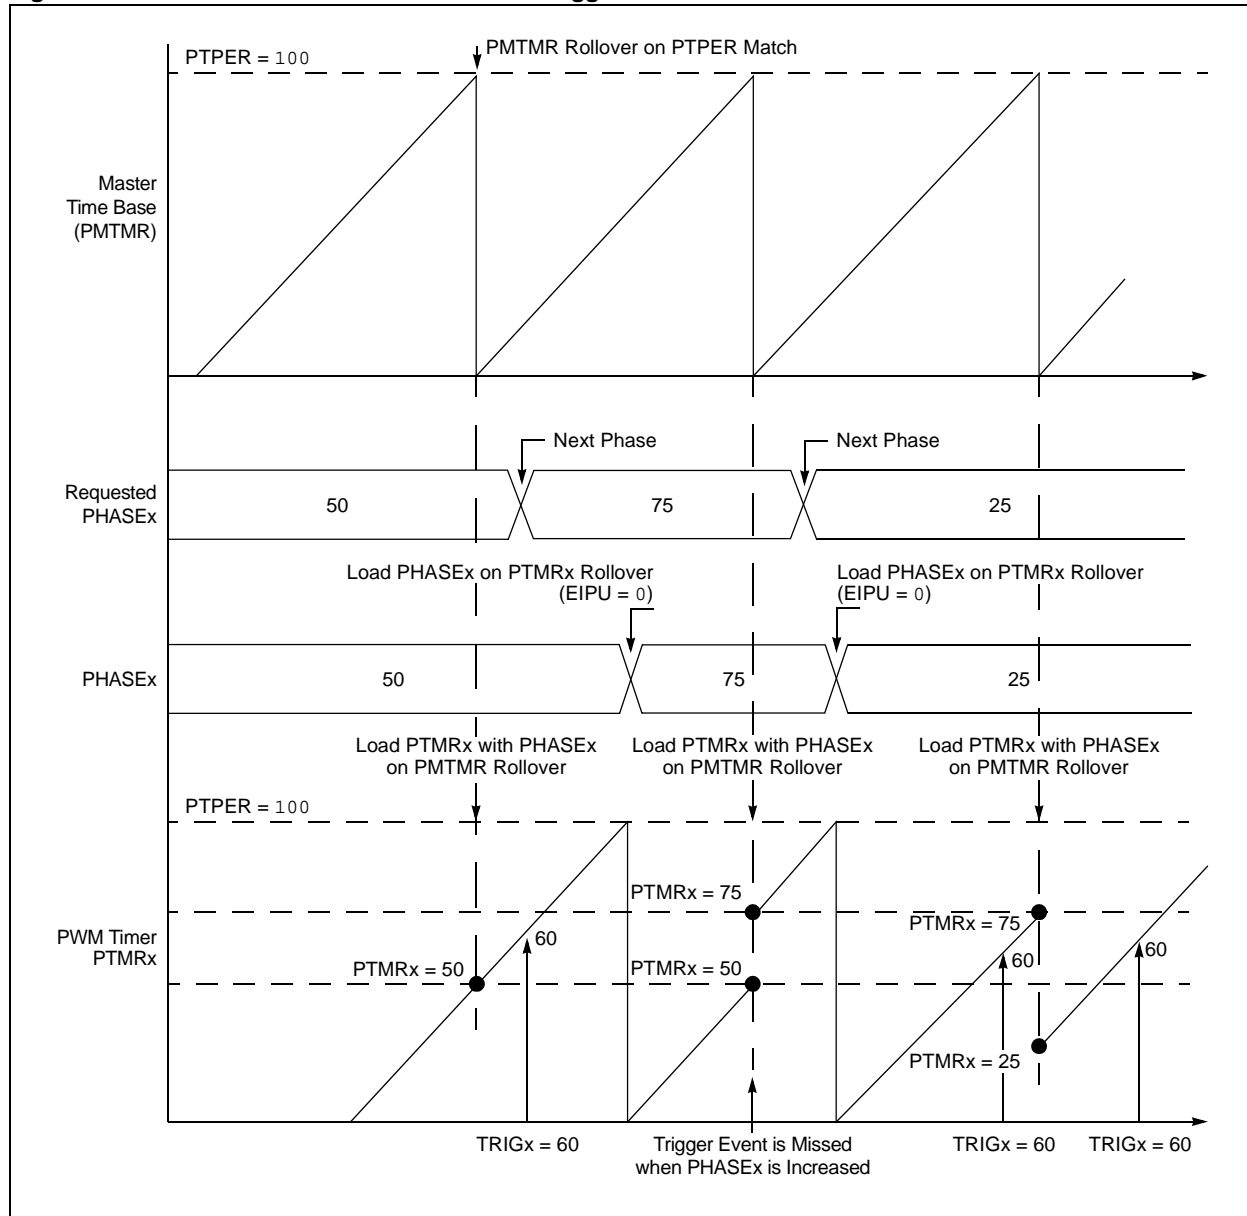 PTPER = 100
PMTMR Rollover on PTPER Match
Master
Time Base
(PMTMR)
Next Phase
Next Phase
Requested
PHASEx
50
75
25
Load PHASEx on PTMRx Rollover
(EIPU = 0)
Load PHASEx on PTMRx Rollover
(EIPU = 0)
PHASEx
50
75
25
Load PTMRx with PHASEx
on PMTMR Rollover
Load PTMRx with PHASEx
on PMTMR Rollover
Load PTMRx with PHASEx
on PMTMR Rollover
PTPER = 100
PWM Timer
PTMRx
PTMRx = 50
60
PTMRx = 75
PTMRx = 50
PTMRx = 75
60
60
PTMRx = 25
TRIGx = 60
Trigger Event is Missed
when PHASEx is Increased
TRIGx = 60
TRIGx = 60